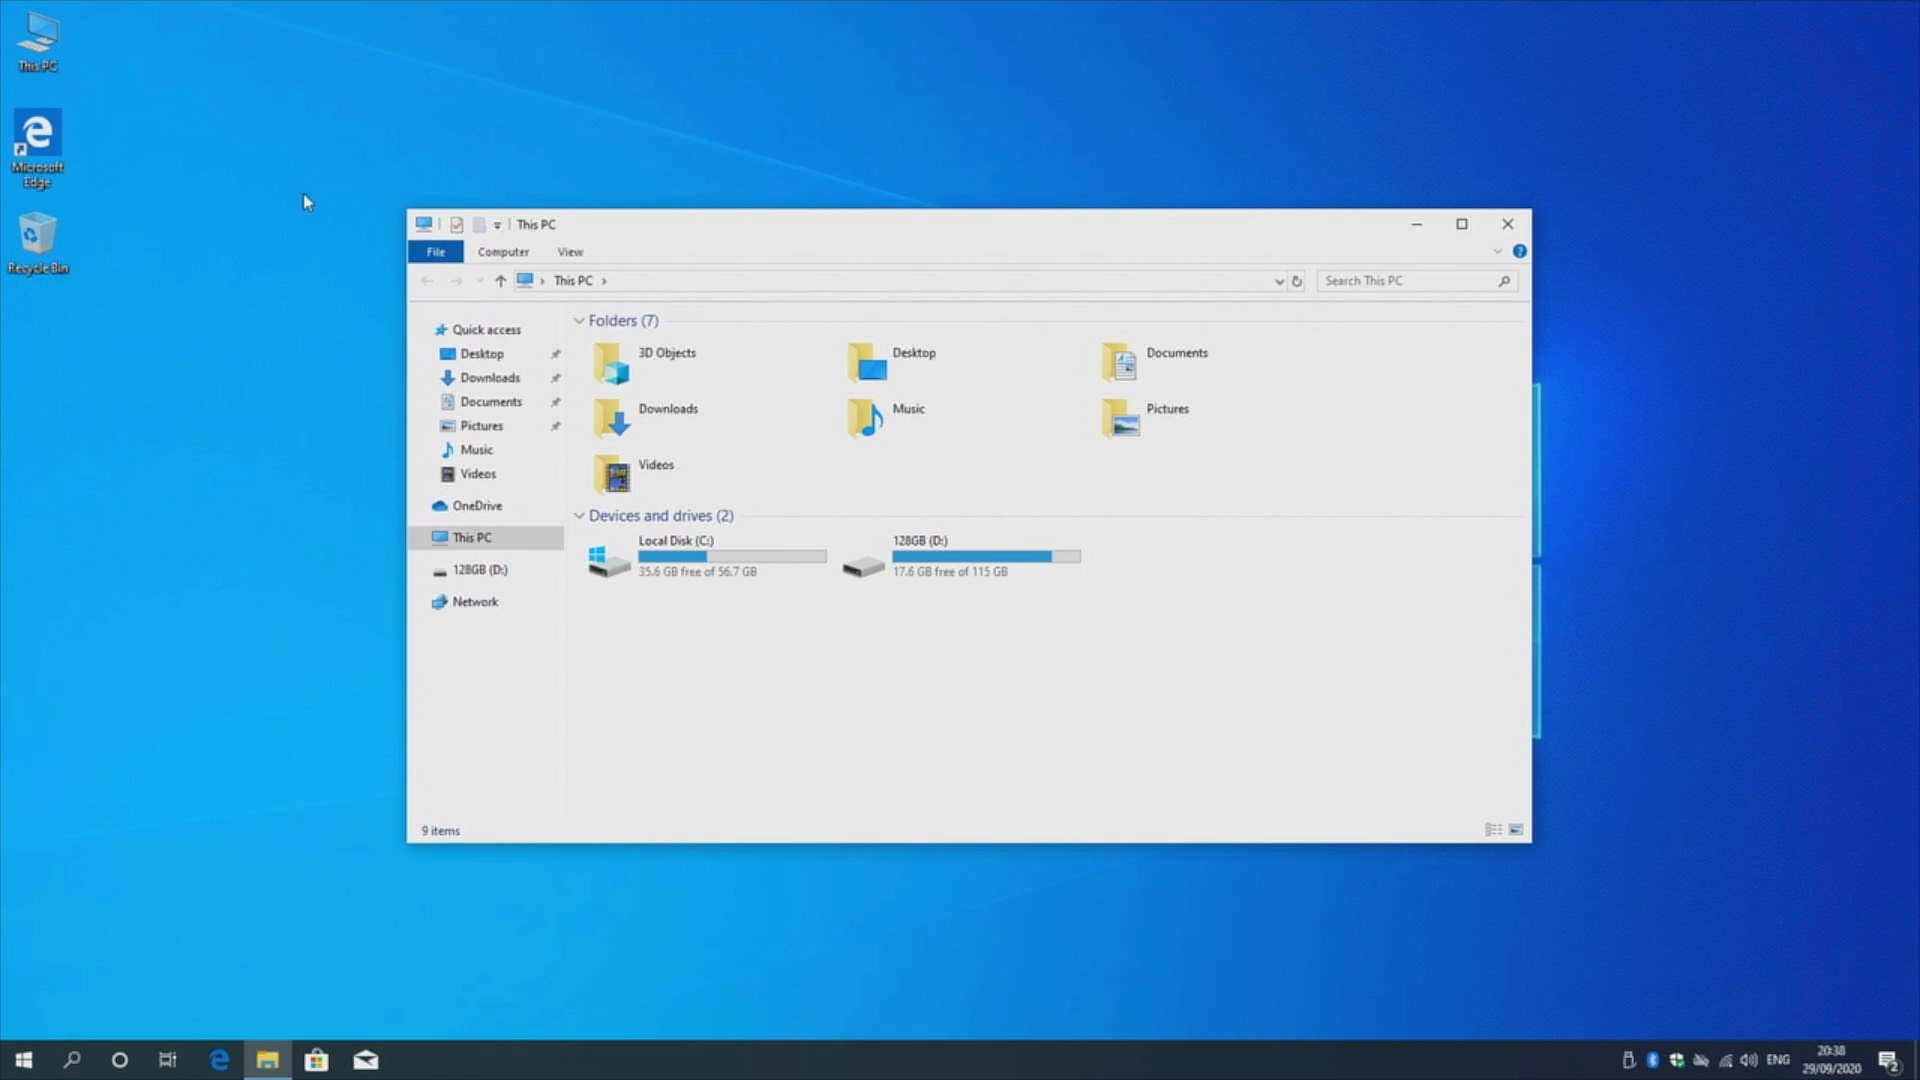 This PC
Microsoft
Edge
Recycle Bin
This PC
File Computer View
This PC
Search This PC
Quick access
Desktop
Downloads
Documents
Pictures
Music
Videos
OneDrive
This PC
128GB (D:)
Network
Folders (7)
3D Objects
Desktop
Documents
Downloads
Music
Pictures
Videos
Devices and drives (2)
Local Disk (C:)
35.6 GB free of 56.7 GB
128GB (D:)
17.6 GB free of 115 GB
9 items
ENG
20:38
29/09/2020
2